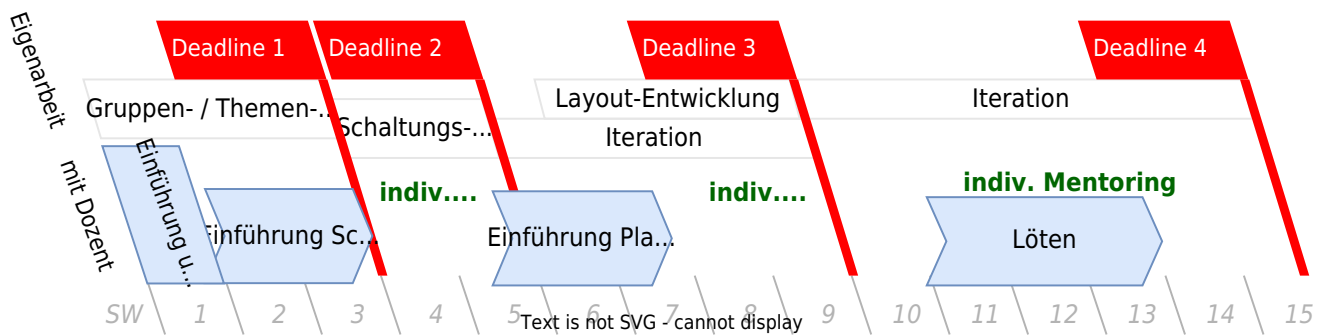 Eigenarbeit
Deadline 1
Deadline 2
Deadline 3
Deadline 4
Gruppen- / Themen-...
Schaltungs-...
Layout-Entwicklung
Iteration
Iteration
mit Dozent
Einführung u...
Einführung Sc...
indiv....
Einführung Pla...
indiv....
indiv. Mentoring
Löten
SW 1 2 3 4 5 6 7 8 9 10 11 12 13 14 15
Text is not SVG - cannot display